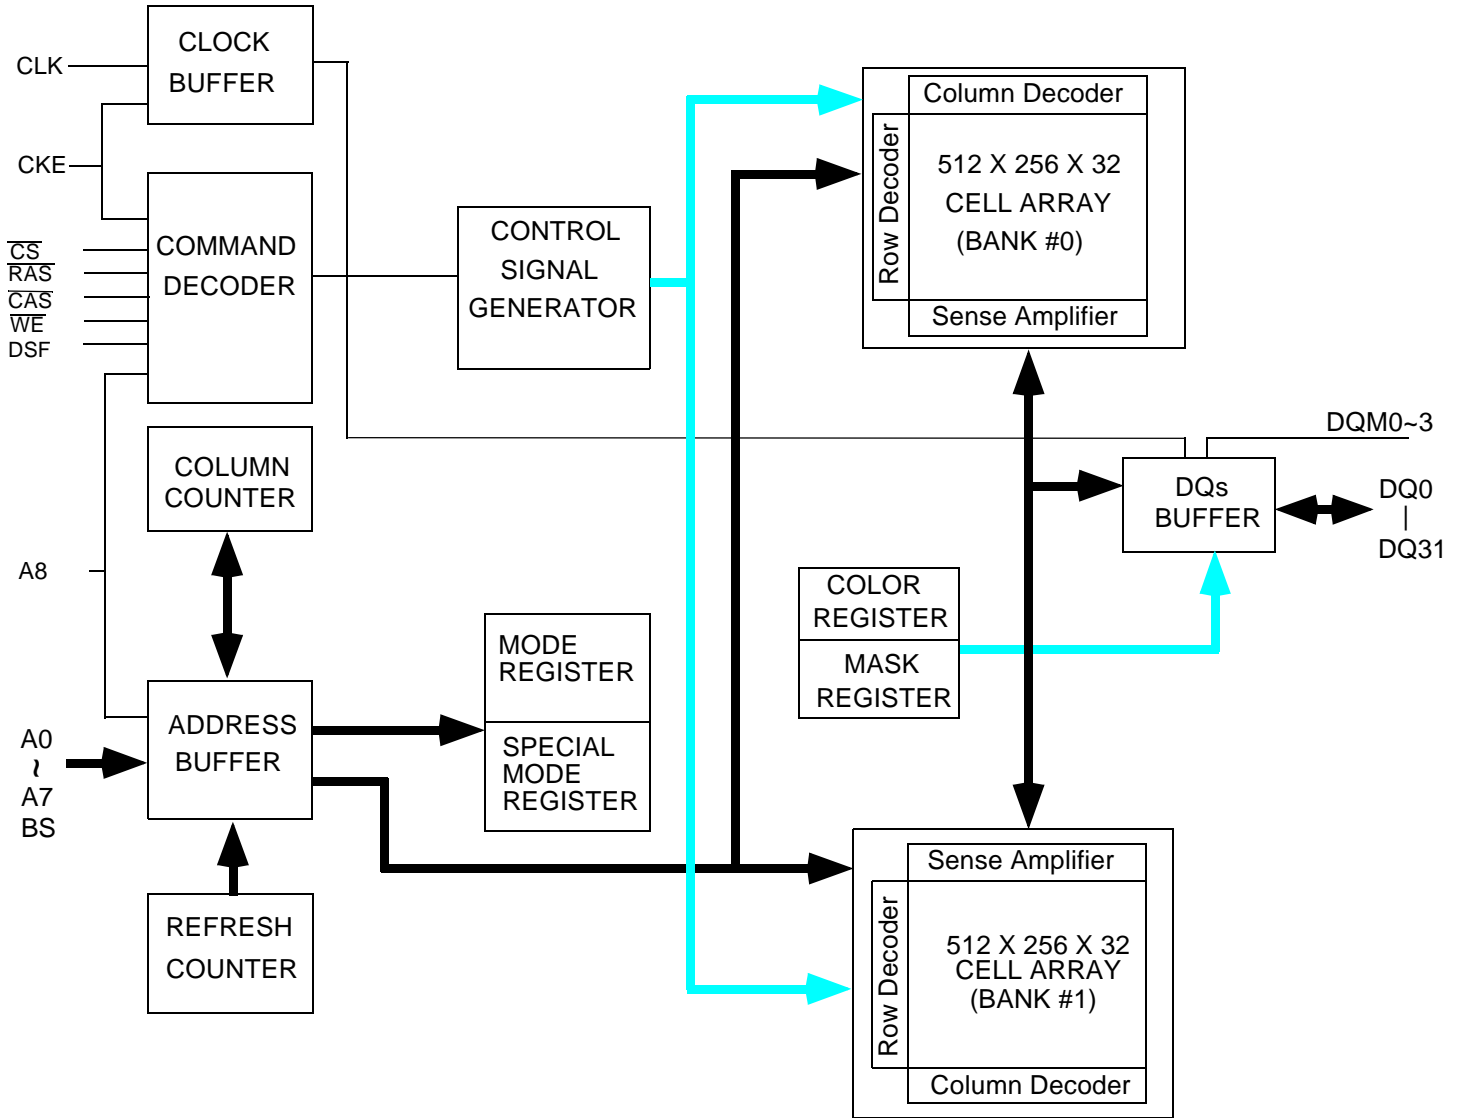 CLOCK
BUFFER
CLK
CKE
COMMAND
DECODER
CS
RAS
CAS
WE
DSF
CONTROL
SIGNAL
GENERATOR
Column Decoder
Row Decoder
512 X 256 X 32
CELL ARRAY
(BANK #0)
Sense Amplifier
DQM0~3
COLUMN
COUNTER
DQs
BUFFER
DQ0
|
DQ31
A8
COLOR
REGISTER
MASK
REGISTER
MODE
REGISTER
SPECIAL
MODE
REGISTER
ADDRESS
BUFFER
A0
~
A7
BS
REFRESH
COUNTER
Sense Amplifier
Row Decoder
512 X 256 X 32
CELL ARRAY
(BANK #1)
Column Decoder